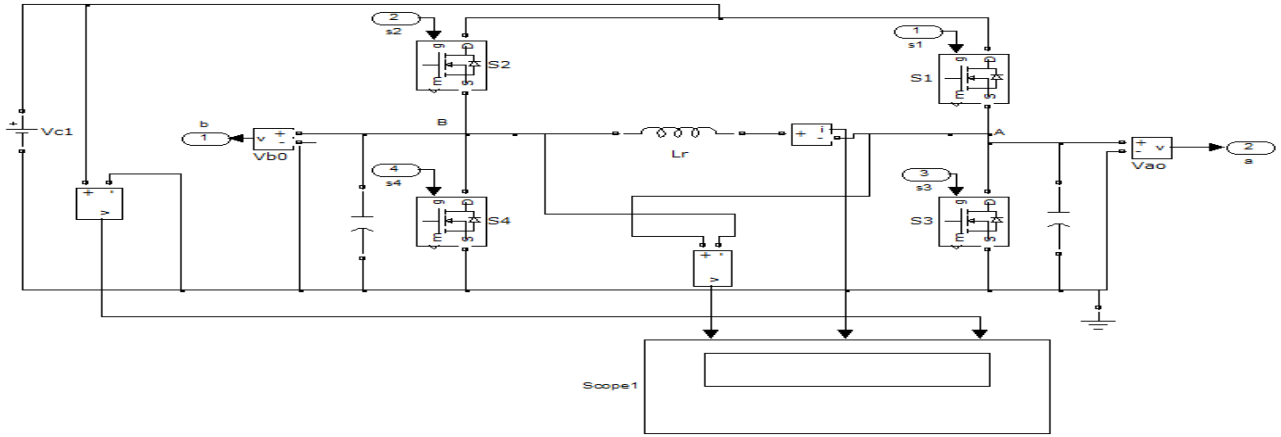 2
s2
g
D
S2
m
S
1
s1
g
D
S1
m
S
+
Vc1
b
1
v
+
-
Vb0
B
Lr
+
i
-
A
+
-
v
Vao
2
a
4
s4
g
D
S4
m
S
3
s3
g
D
S3
m
S
+
-
v
+
-
v
Scope1